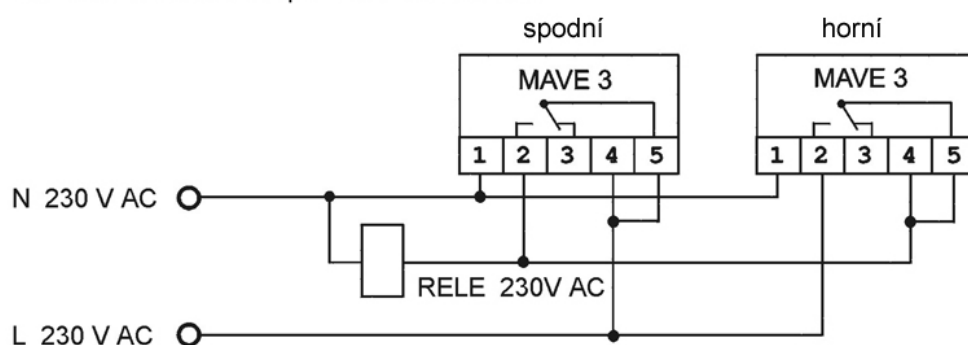 spodní horní
MAVE 3 MAVE 3
1 2 3 4 5 1 2 3 4 5
N 230 V AC
RELE 230V AC
L 230 V AC